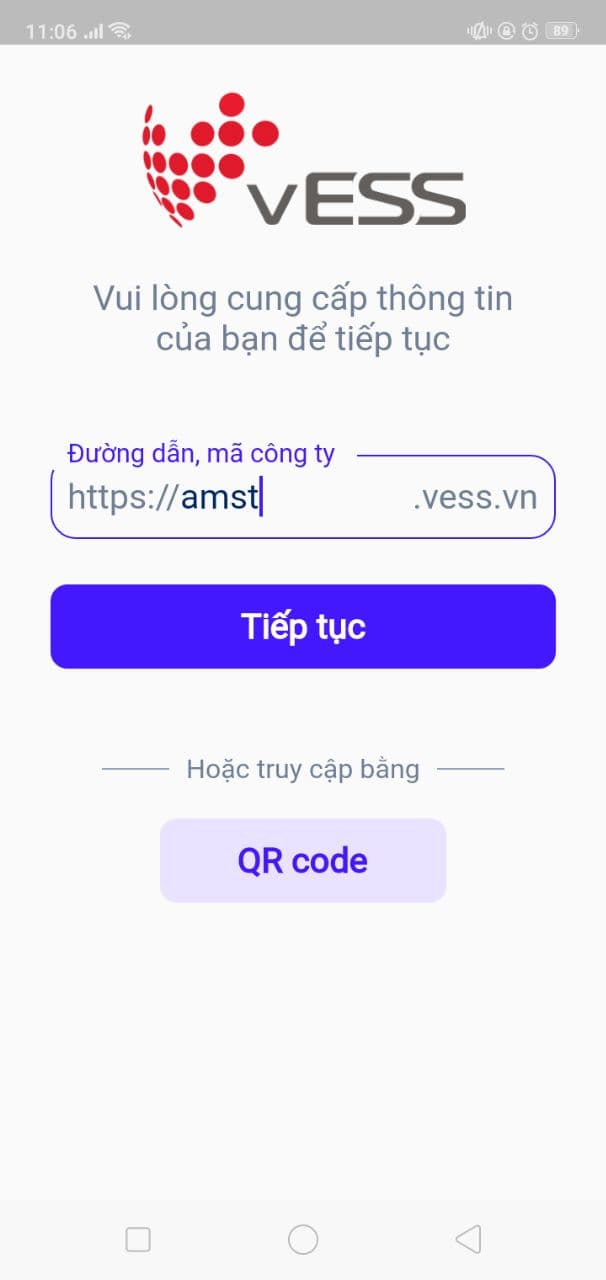 11:06
89
vESS
Vui lòng cung cấp thông tin
của bạn để tiếp tục
Đường dẫn, mã công ty
https://amst .vess.vn
Tiếp tục
Hoặc truy cập bằng
QR code